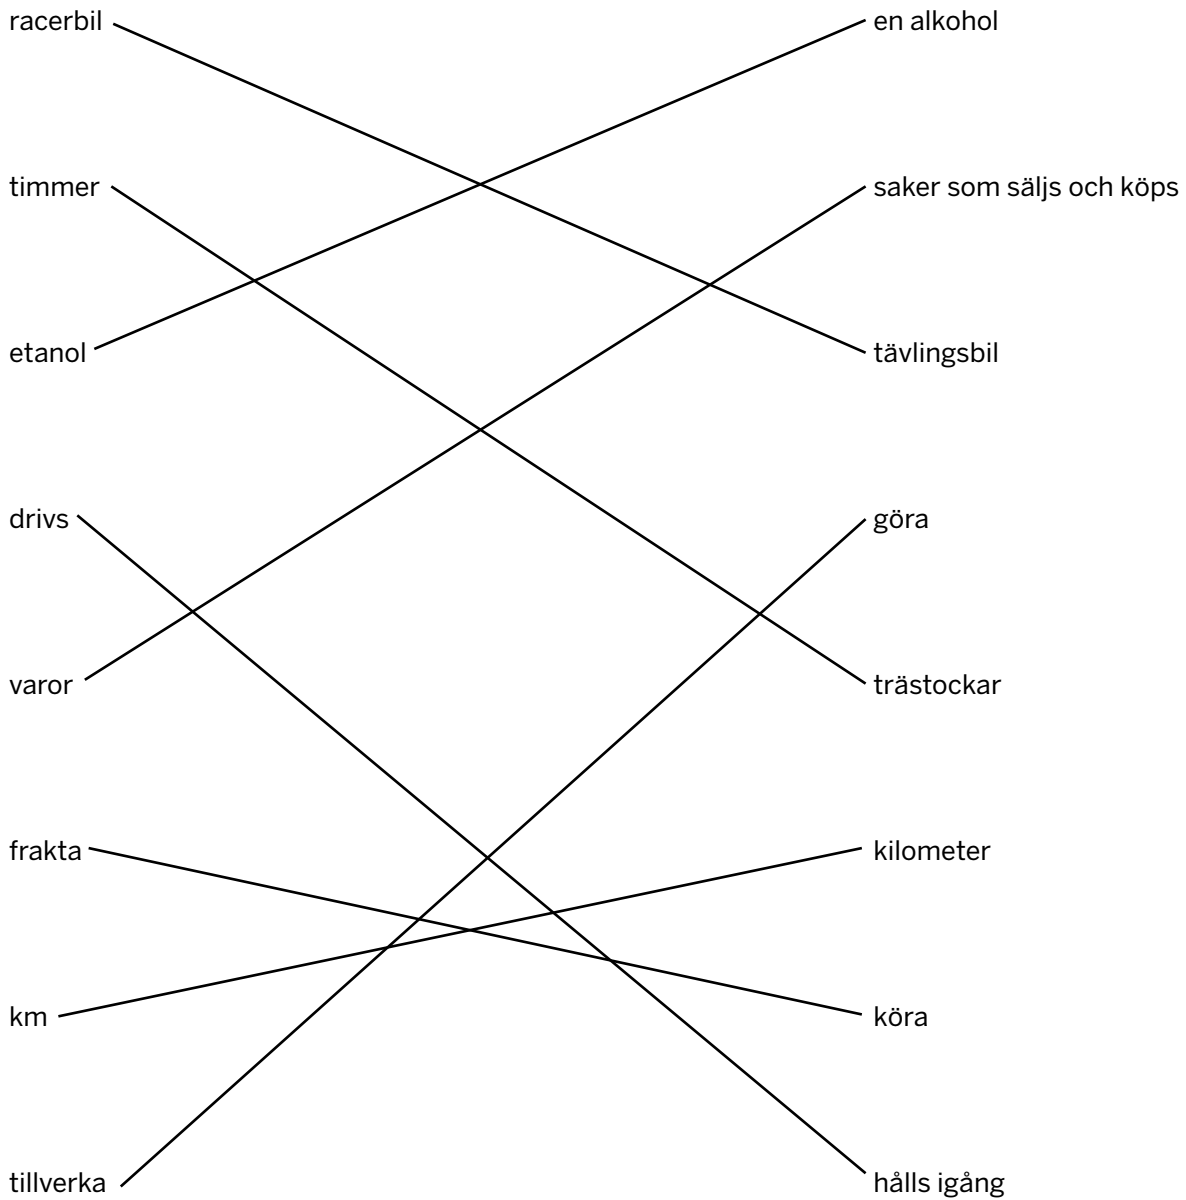 racerbil en alkohol
timmer saker som säljs och köps
etanol tävlingsbil
drivs göra
varor trästockar
frakta kilometer
km köra
tillverka hålls igång